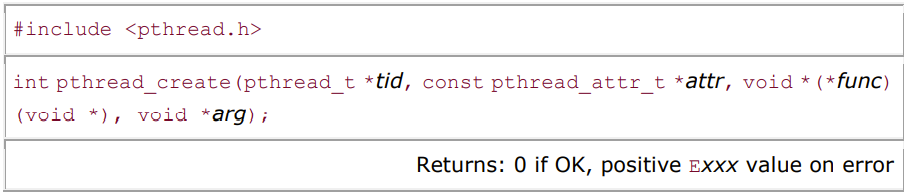 #include <pthread.h>
int pthread_create(pthread_t *tid, const pthread_attr_t *attr, void *(*func)
(void *), void *arg);
Returns: 0 if OK, positive Exxx value on error